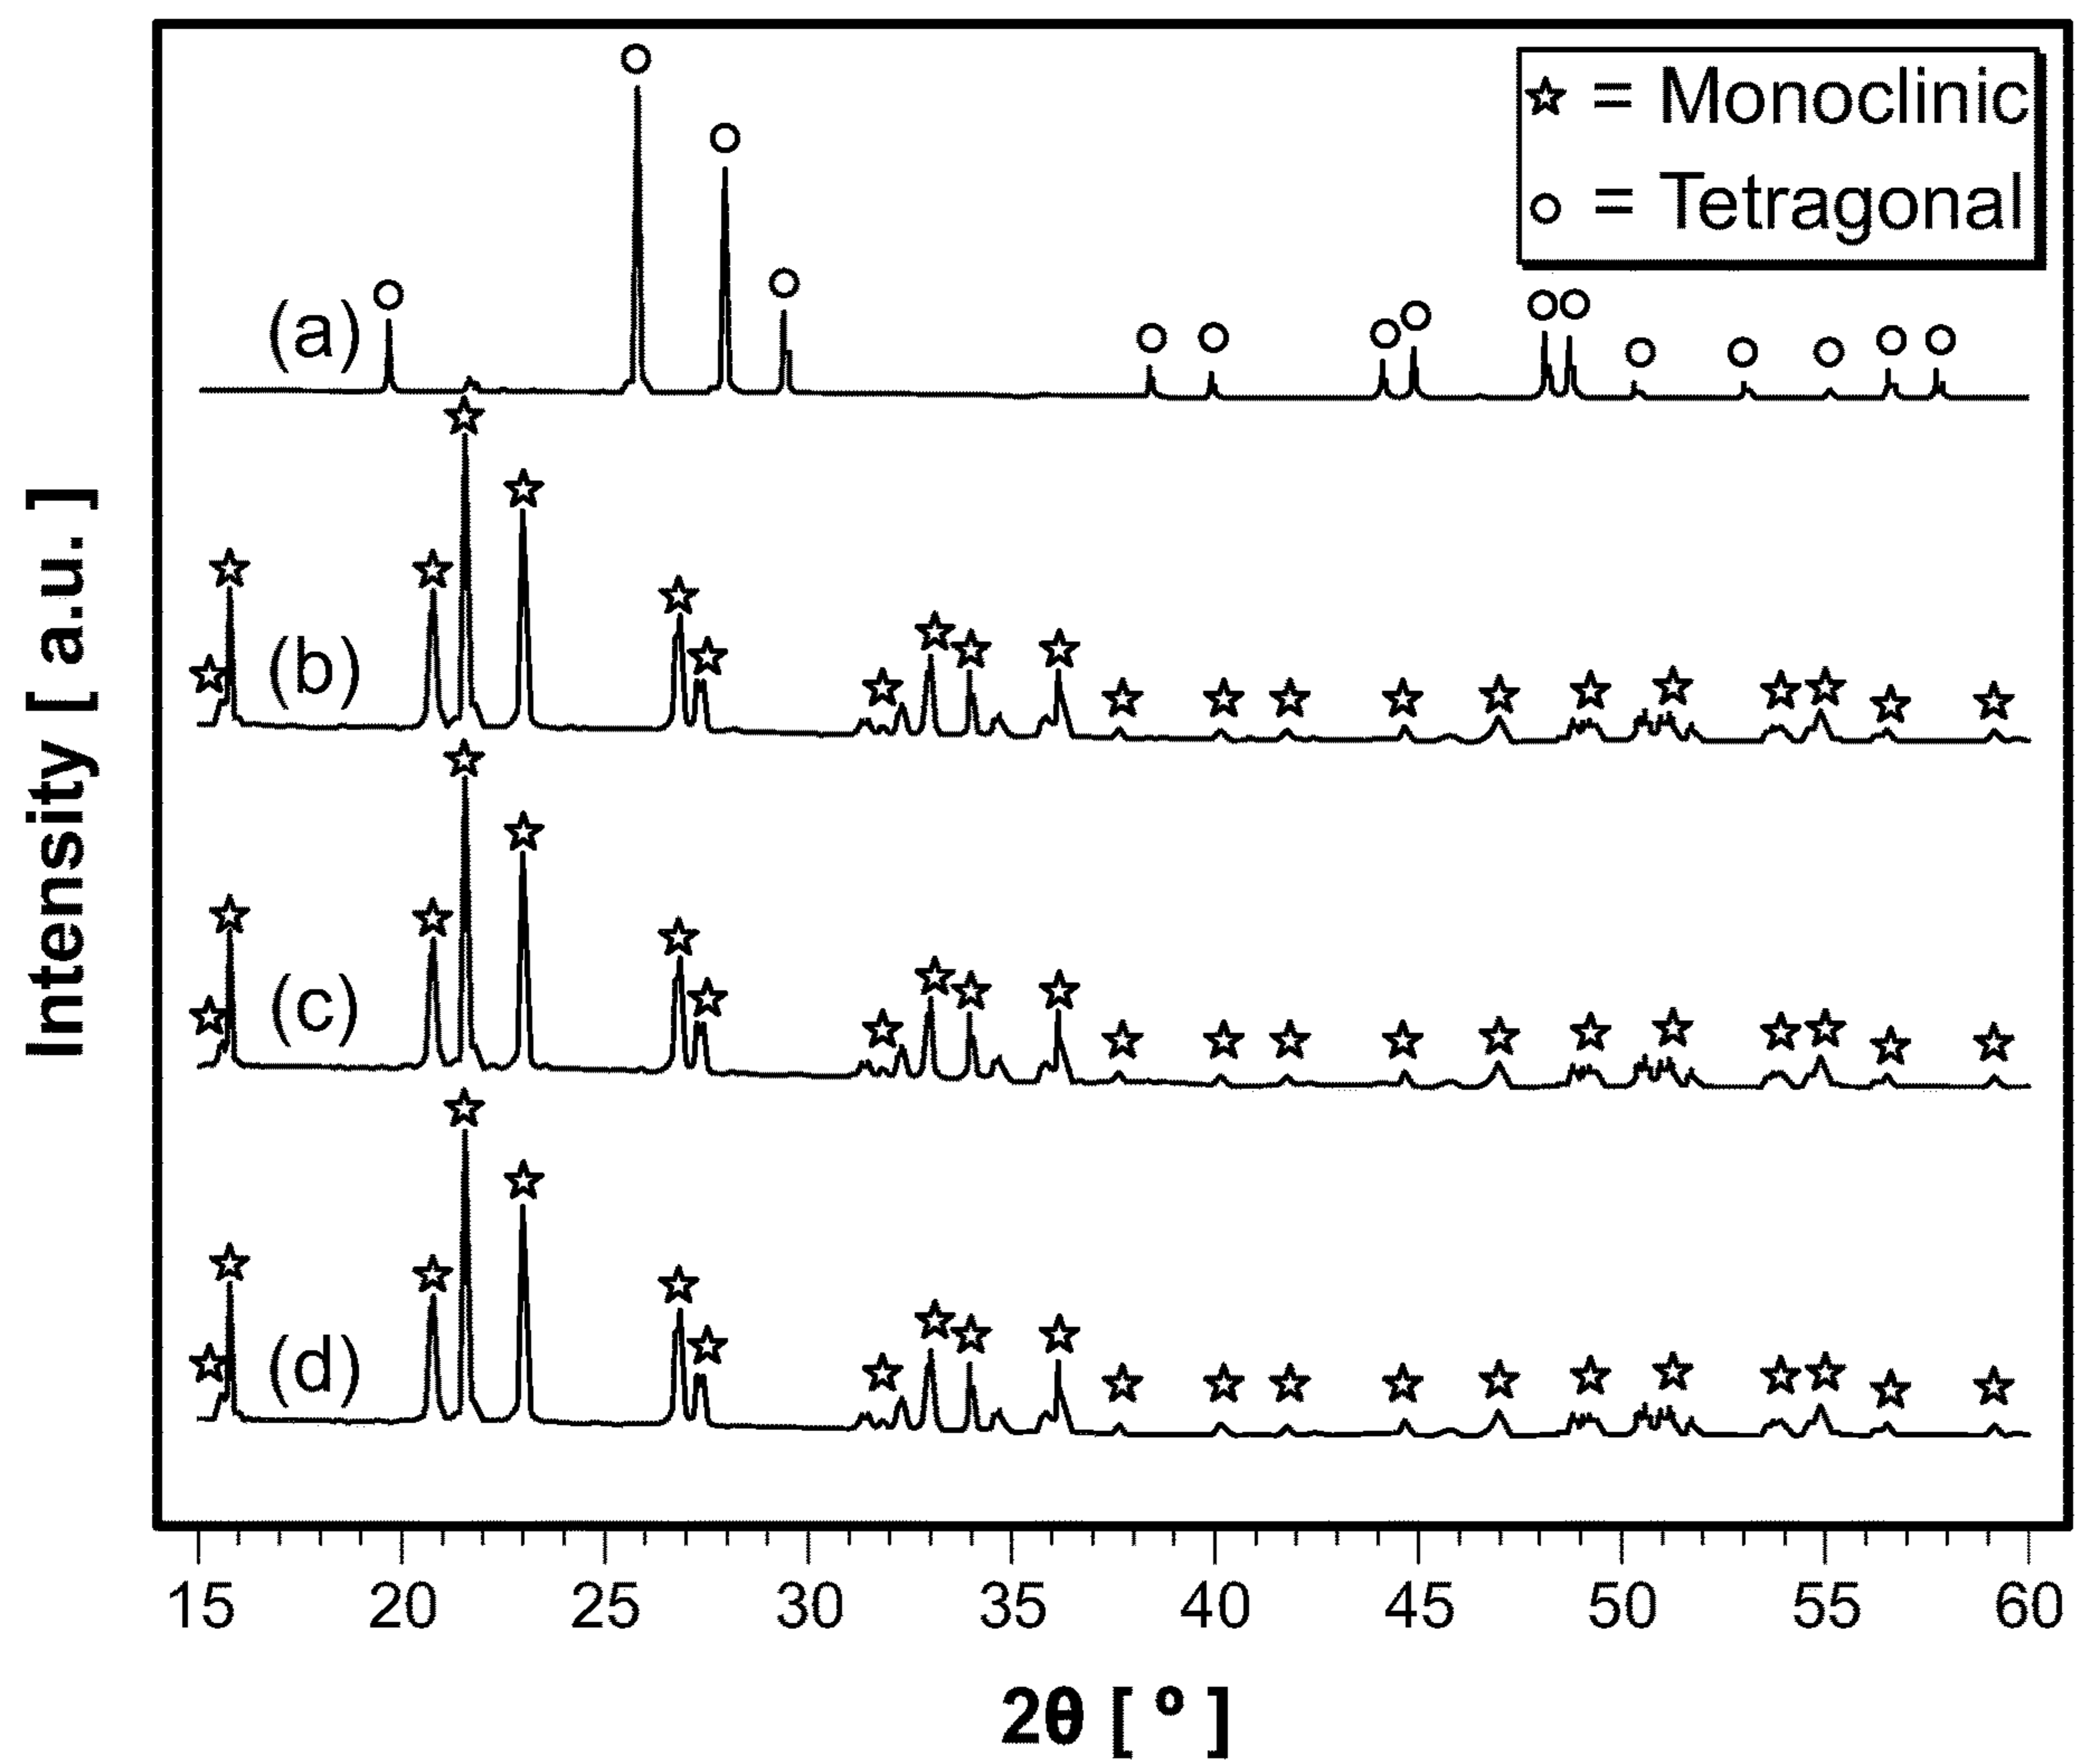 ☆ = Monoclinic
○ = Tetragonal
(a)
(b)
(c)
(d)
Intensity [ a.u. ]
15 20 25 30 35 40 45 50 55 60
2θ [ º ]